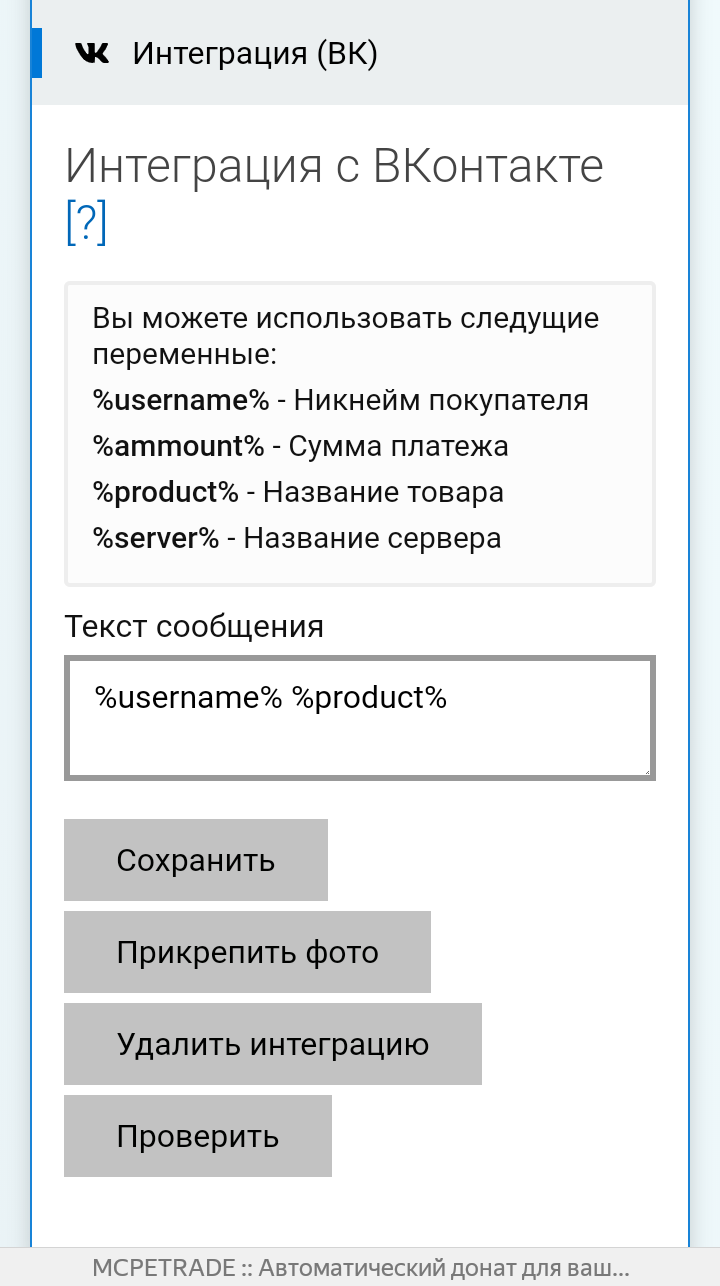 Интеграция (ВК)
Интеграция с ВКонтакте
[?]
Вы можете использовать следущие
переменные:
%username% - Никнейм покупателя
%ammount% - Сумма платежа
%product% - Название товара
%server% - Название сервера
Текст сообщения
%username% %product%
Сохранить
Прикрепить фото
Удалить интеграцию
Проверить
MCPETRADE :: Автоматический донат для ваш...